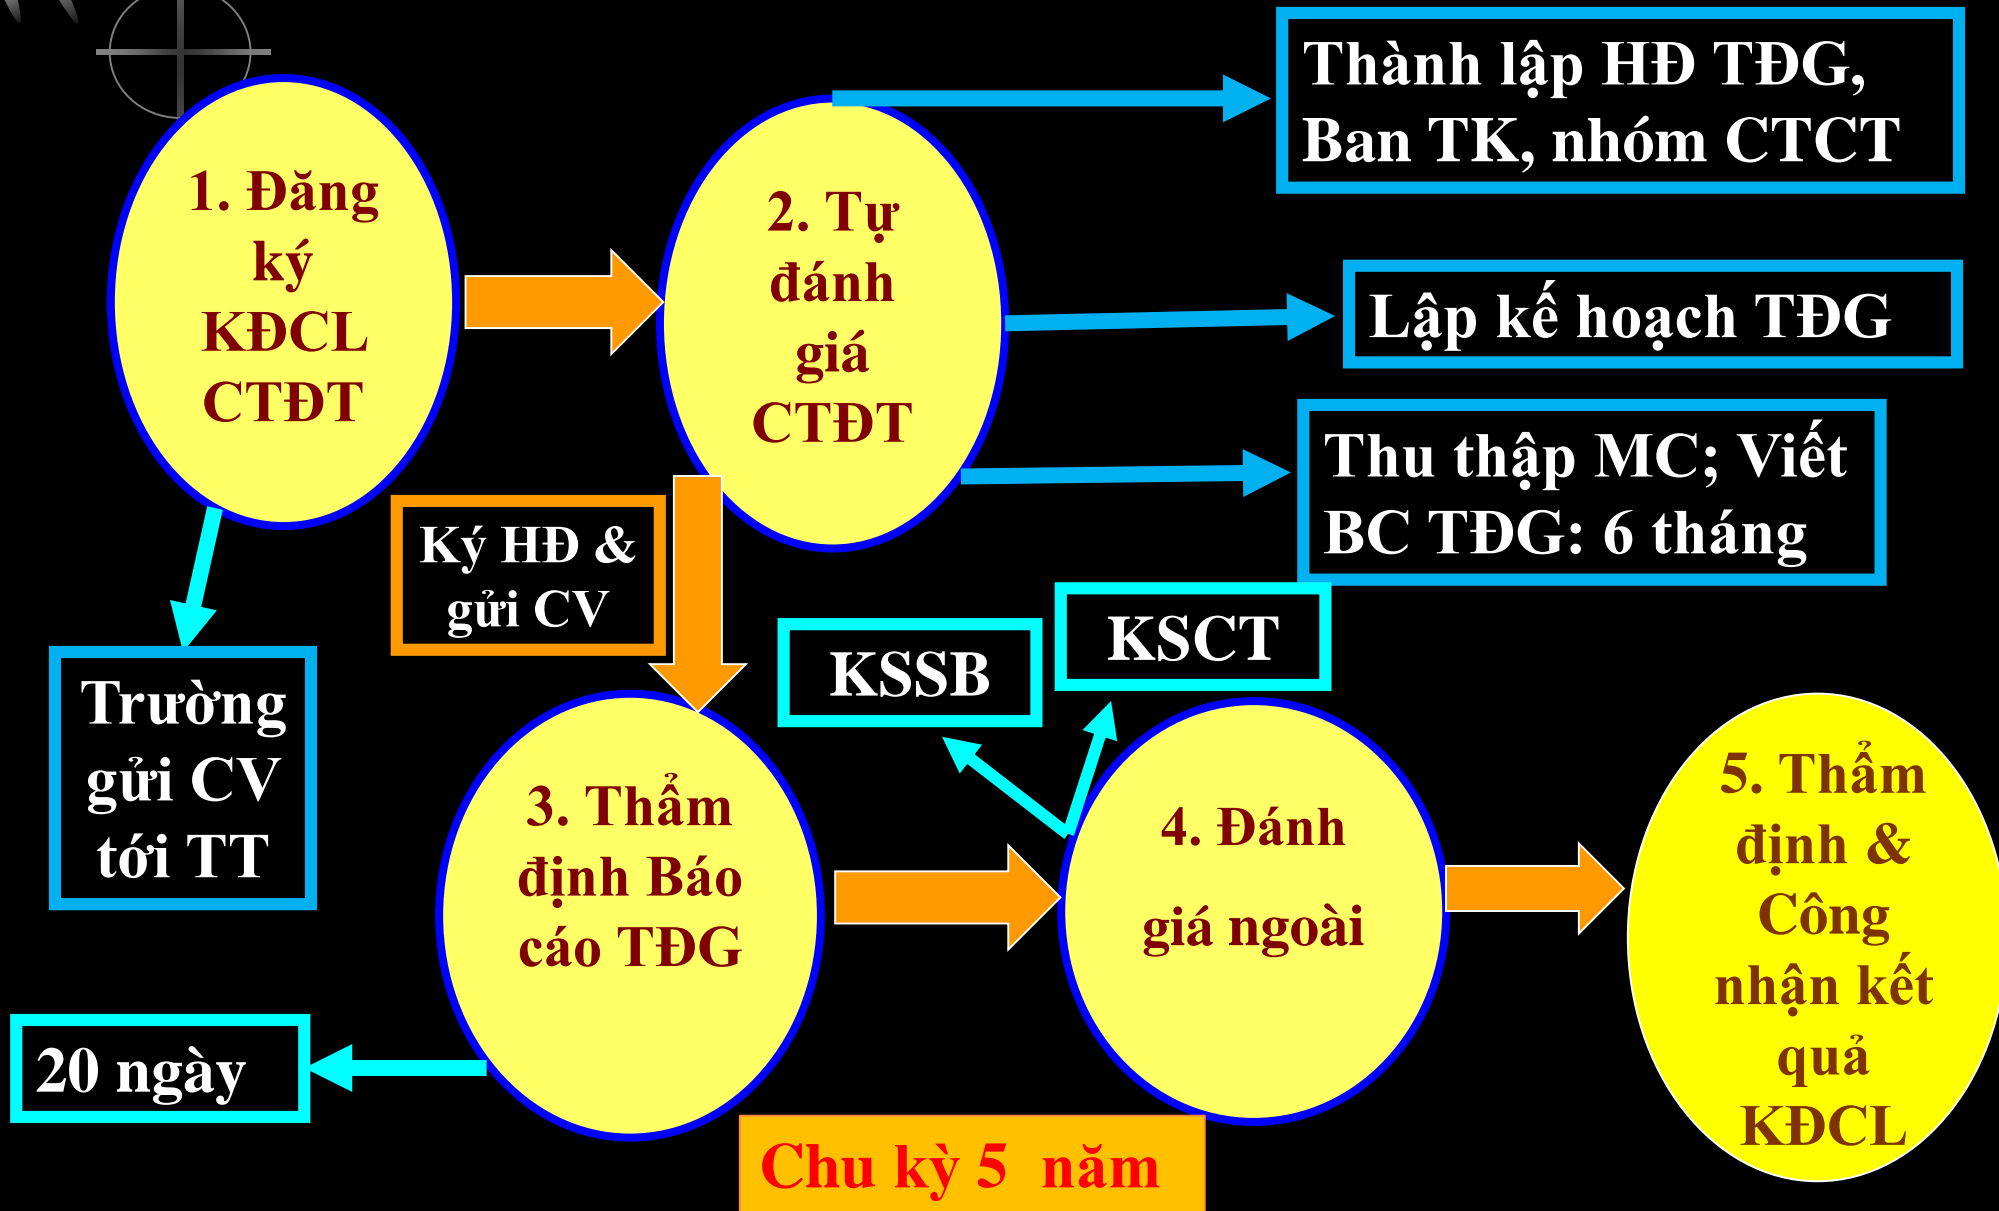 1. Đăng
ký
KĐCL
CTĐT
2. Tự
đánh
giá
CTĐT
Thành lập HĐ TĐG,
Ban TK, nhóm CTCT
Lập kế hoạch TĐG
Thu thập MC; Viết
BC TĐG: 6 tháng
Ký HĐ &
gửi CV
Trường
gửi CV
tới TT
KSSB
KSCT
3. Thẩm
định Báo
cáo TĐG
4. Đánh
giá ngoài
5. Thẩm
định &
Công
nhận kết
quả
KĐCL
20 ngày
Chu kỳ 5 năm